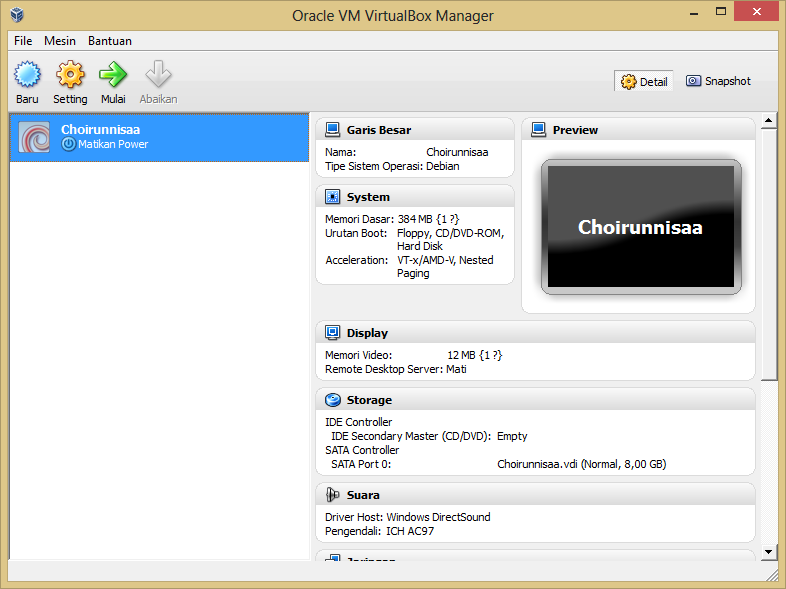 Oracle VM VirtualBox Manager
File Mesin Bantuan
Baru Setting Mulai Abaikan
Detail Snapshot
Choirunnisaa
Matikan Power
Garis Besar
Nama: Choirunnisaa
Tipe Sistem Operasi: Debian
System
Memori Dasar: 384 MB {1 ?}
Urutan Boot: Floppy, CD/DVD-ROM,
Hard Disk
Acceleration: VT-x/AMD-V, Nested
Paging
Preview
Choirunnisaa
Display
Memori Video: 12 MB {1 ?}
Remote Desktop Server: Mati
Storage
IDE Controller
IDE Secondary Master (CD/DVD): Empty
SATA Controller
SATA Port 0: Choirunnisaa.vdi (Normal, 8,00 GB)
Suara
Driver Host: Windows DirectSound
Pengendali: ICH AC97
Jaringan